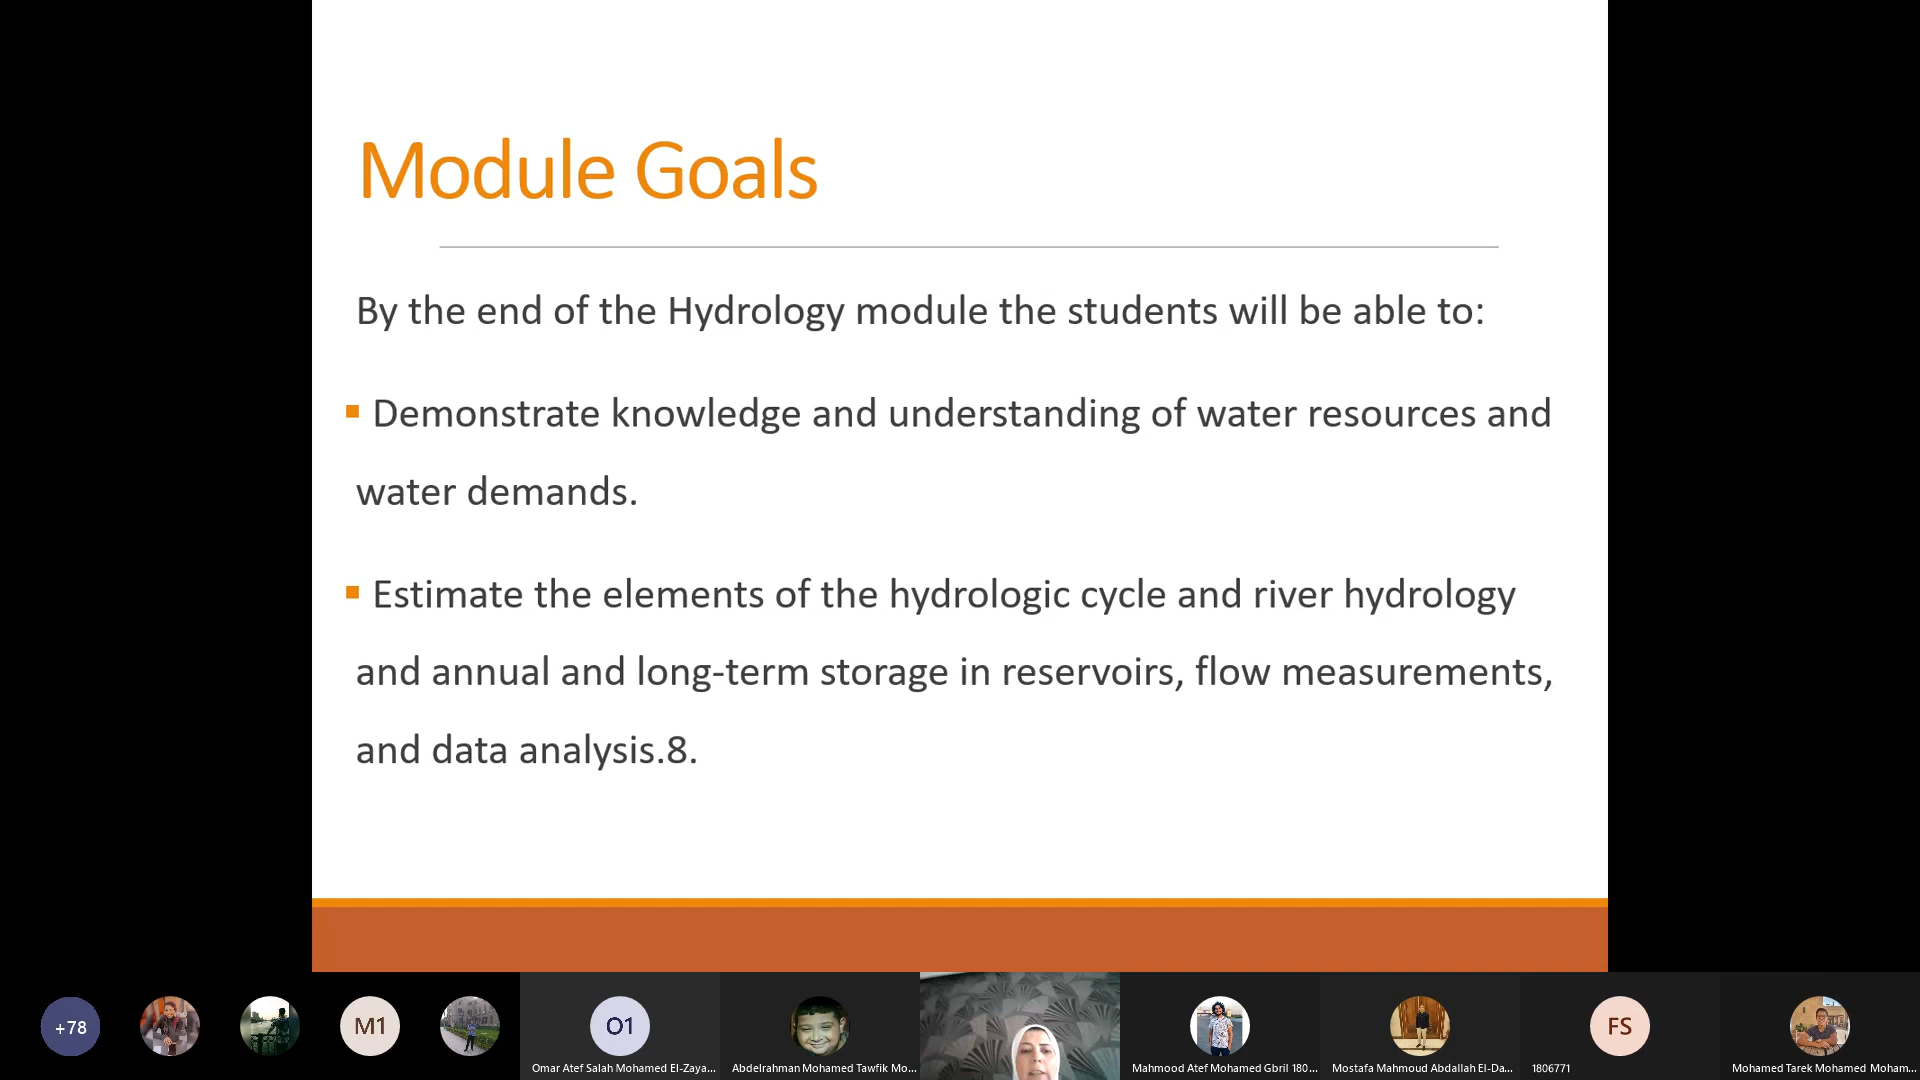 Module Goals
By the end of the Hydrology module the students will be able to:
▪ Demonstrate knowledge and understanding of water resources and
water demands.
▪ Estimate the elements of the hydrologic cycle and river hydrology
and annual and long-term storage in reservoirs, flow measurements,
and data analysis.8.
+78
M1
O1
FS
Omar Atef Salah Mohamed El-Zaya...
Abdelrahman Mohamed Tawfik Mo...
Mahmood Atef Mohamed Gbril 180...
Mostafa Mahmoud Abdallah El-Da...
1806771
Mohamed Tarek Mohamed Moham...